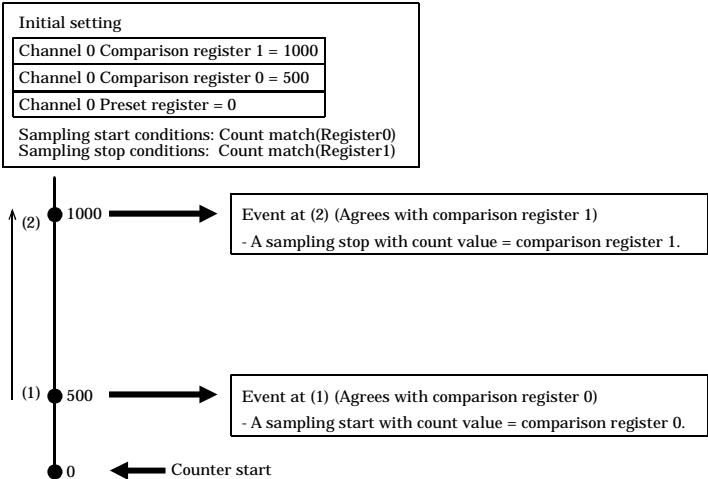 Initial setting
Channel 0 Comparison register 1 = 1000
Channel 0 Comparison register 0 = 500
Channel 0 Preset register = 0
Sampling start conditions: Count match(Register0)
Sampling stop conditions:  Count match(Register1)
(2)
1000
Event at (2) (Agrees with comparison register 1)
- A sampling stop with count value = comparison register 1.
(1)
500
Event at (1) (Agrees with comparison register 0)
- A sampling start with count value = comparison register 0.
0
Counter start